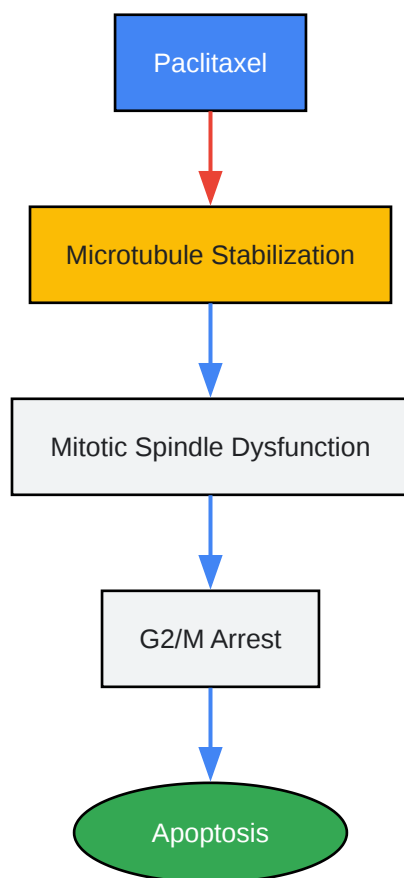 Paclitaxel
Microtubule Stabilization
Mitotic Spindle Dysfunction
G2/M Arrest
Apoptosis